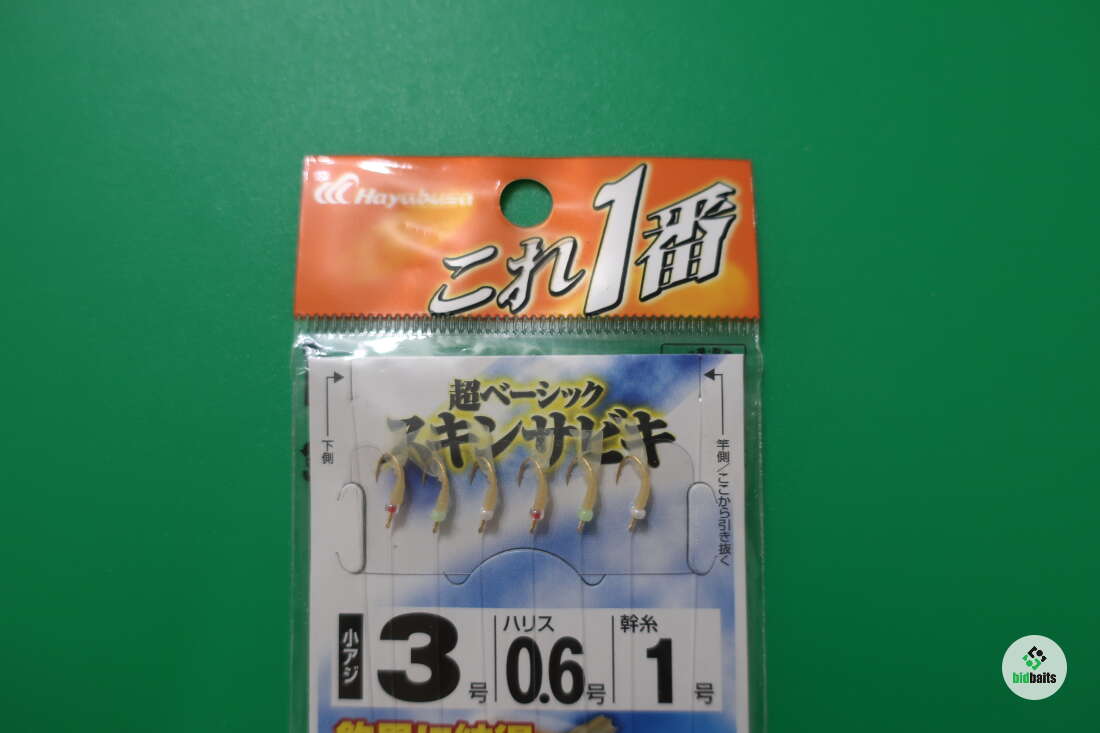 Hayabusa
これ1番
超ベーシック
スキンサビキ
下側
竿側/ここから引き抜く
小アジ
3号
ハリス
0.6号
幹糸
1号
bidbaits